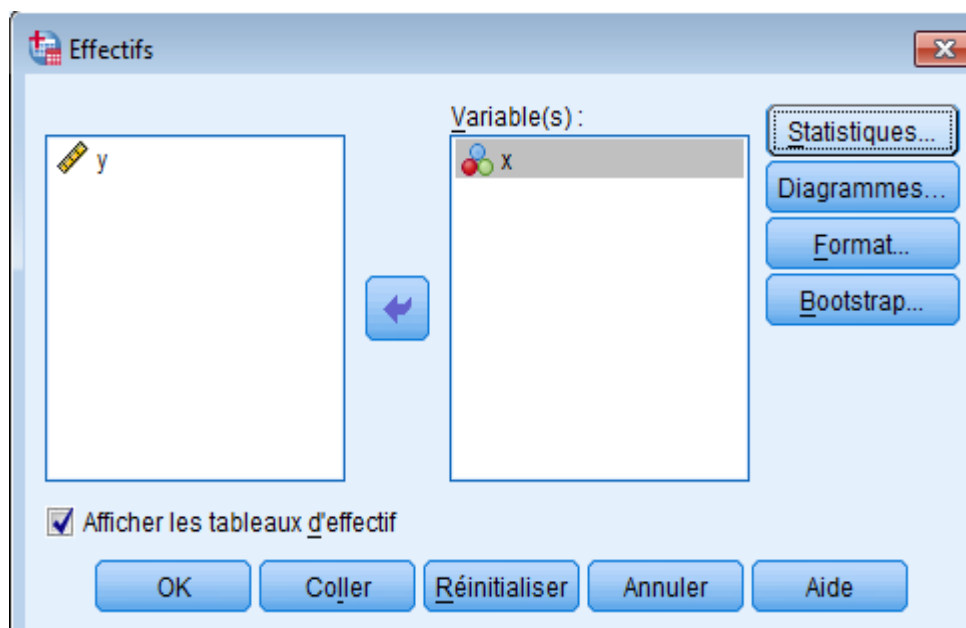 Effectifs
Variable(s) :
y
x
Statistiques...
Diagrammes...
Format...
Bootstrap...
Afficher les tableaux d'effectif
OK
Coller
Réinitialiser
Annuler
Aide